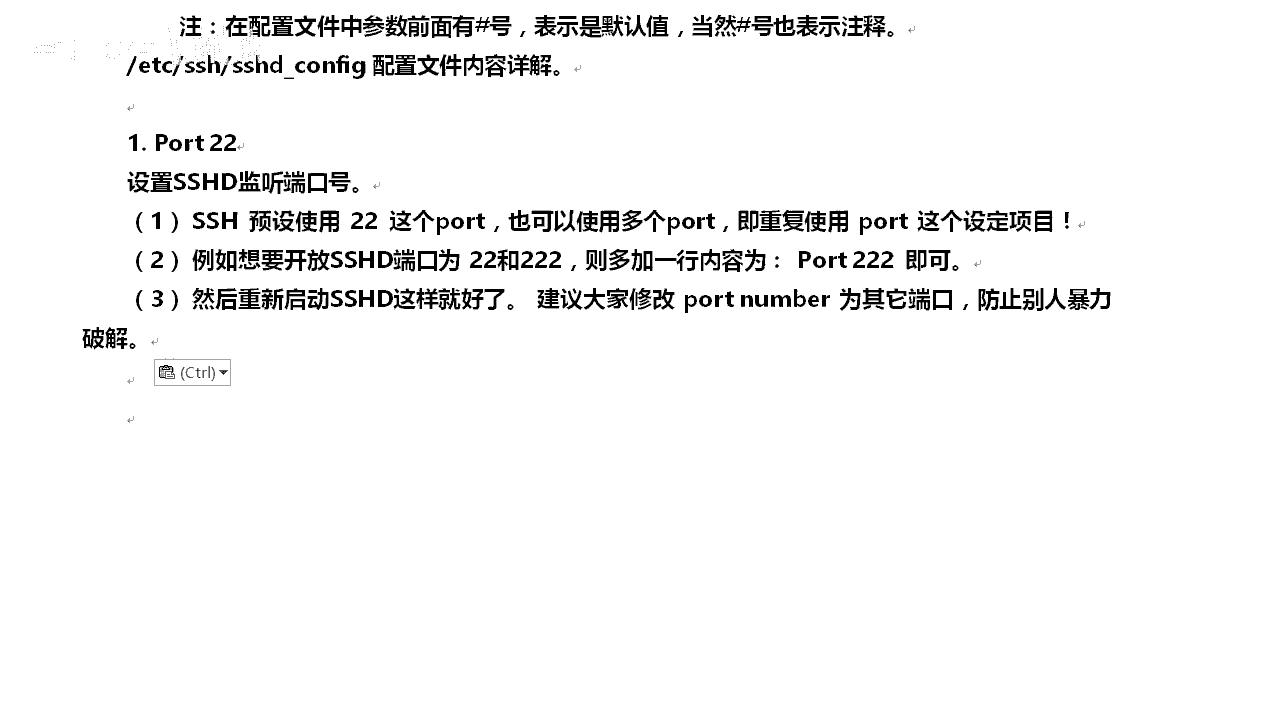 注：在配置文件中参数前面有#号，表示是默认值，当然#号也表示注释。
/etc/ssh/sshd_config 配置文件内容详解。
1. Port 22
设置SSHD监听端口号。
（1）SSH 预设使用 22 这个port，也可以使用多个port，即重复使用 port 这个设定项目！
（2）例如想要开放SSHD端口为 22和222，则多加一行内容为： Port 222 即可。
（3）然后重新启动SSHD这样就好了。 建议大家修改 port number 为其它端口，防止别人暴力
破解。
(Ctrl)